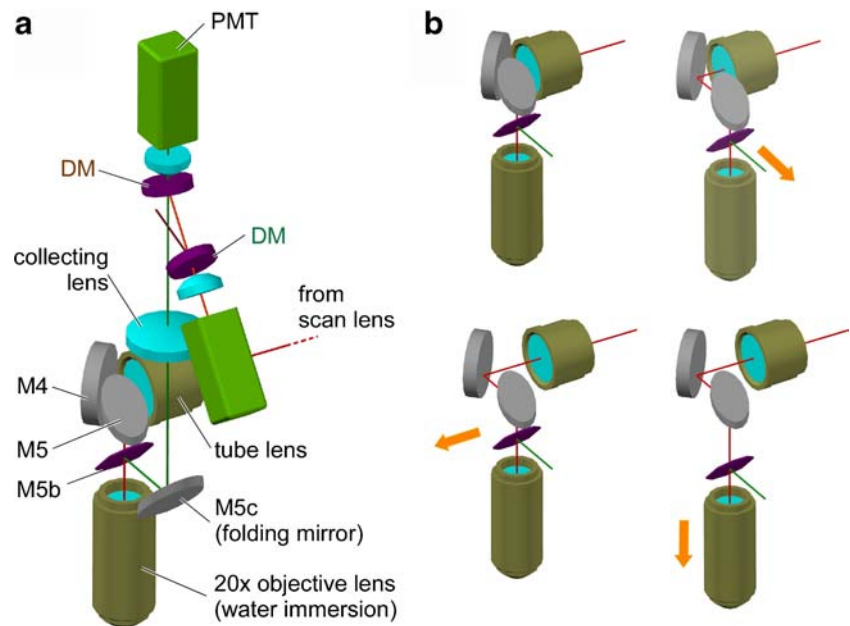 a
PMT
DM
DM
collecting
lens
from
scan lens
M4
M5
tube lens
M5b
M5c
(folding mirror)
20x objective lens
(water immersion)
b